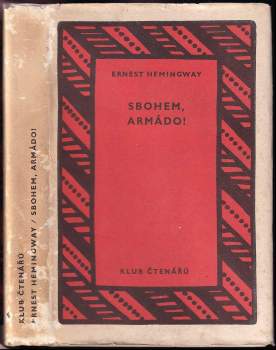 ERNEST HEMINGWAY
SBOHEM,
ARMÁDO!
KLUB ČTENÁŘŮ
KLUB ČTENÁŘŮ
ERNEST HEMINGWAY / SBOHEM, ARMÁDO!